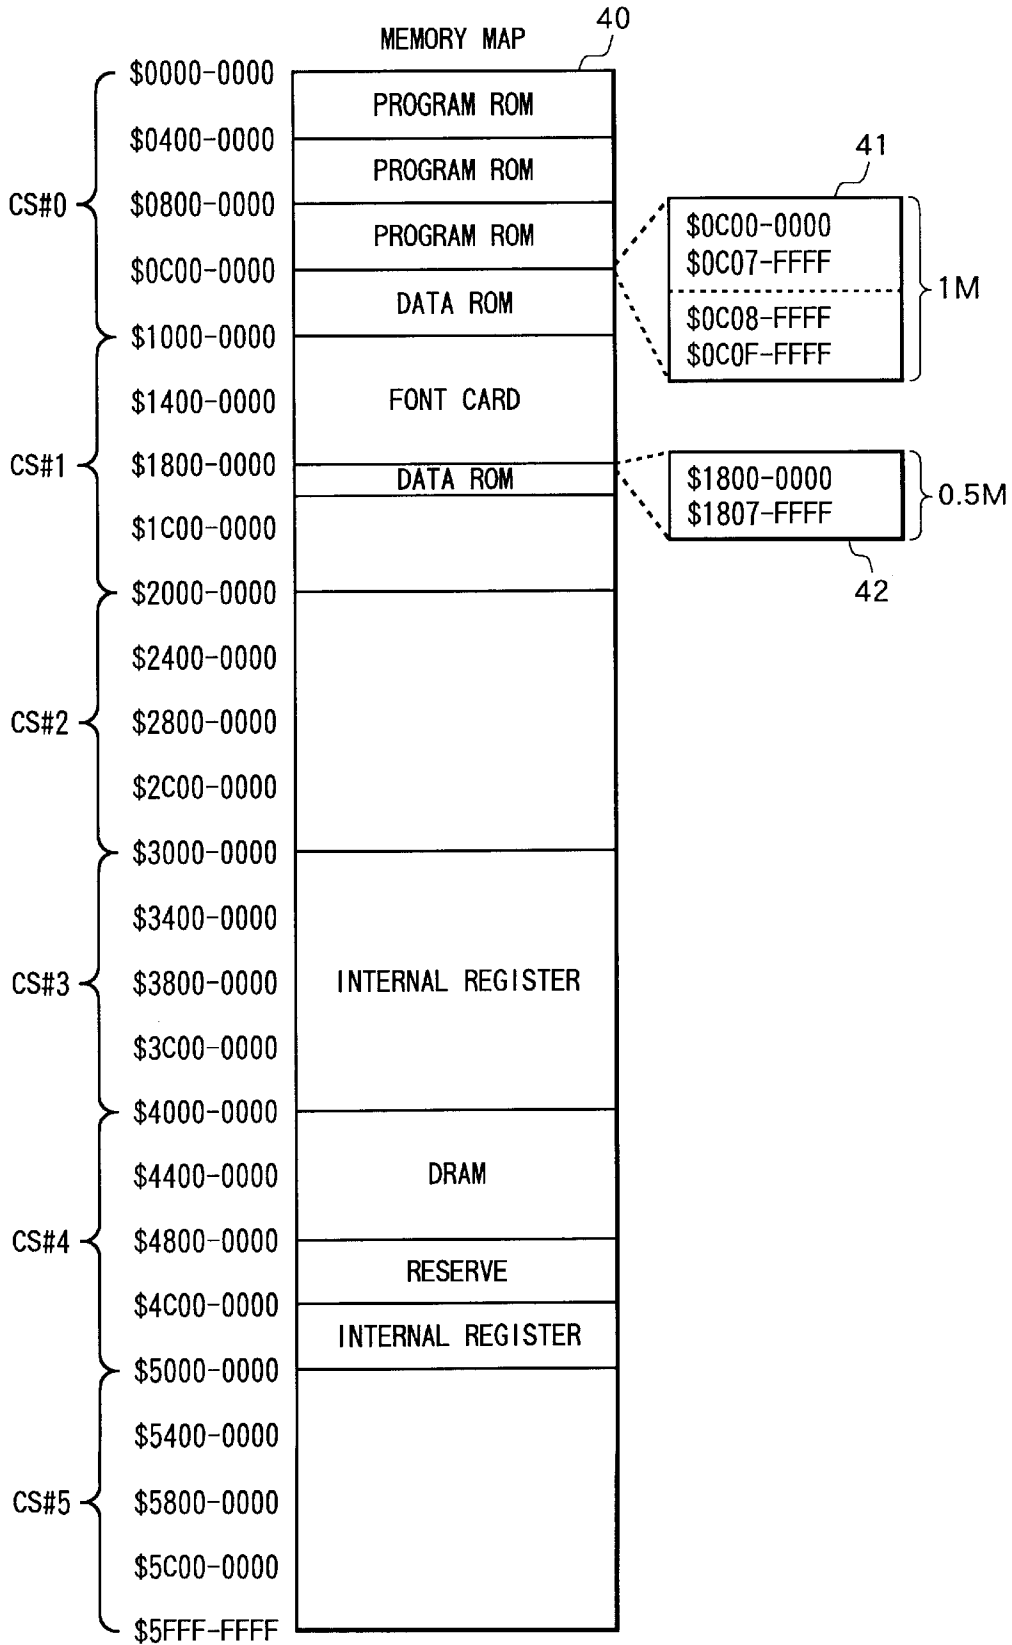 MEMORY MAP
40
$0000-0000
PROGRAM ROM
$0400-0000
PROGRAM ROM
CS#0
$0800-0000
PROGRAM ROM
$0C00-0000
DATA ROM
$1000-0000
41
$0C00-0000
$0C07-FFFF
$0C08-FFFF
$0C0F-FFFF
1M
FONT CARD
$1400-0000
CS#1
$1800-0000
DATA ROM
$1C00-0000
$2000-0000
$1800-0000
$1807-FFFF
0.5M
42
$2400-0000
CS#2
$2800-0000
$2C00-0000
$3000-0000
$3400-0000
CS#3
$3800-0000
INTERNAL REGISTER
$3C00-0000
$4000-0000
$4400-0000
DRAM
CS#4
$4800-0000
RESERVE
$4C00-0000
INTERNAL REGISTER
$5000-0000
$5400-0000
CS#5
$5800-0000
$5C00-0000
$5FFF-FFFF